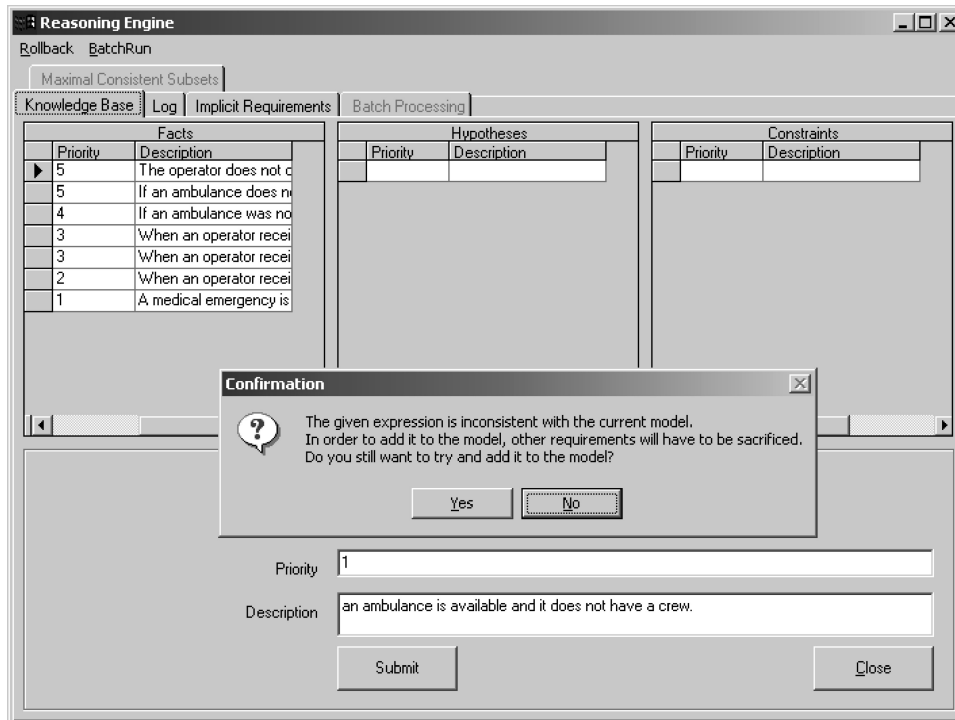 Reasoning Engine
Rollback BatchRun
Maximal Consistent Subsets
Knowledge Base Log Implicit Requirements Batch Processing
Facts Hypotheses Constraints
Priority Description Priority Description Priority Description
5 The operator does not
5 If an ambulance does
4 If an ambulance was
3 When an operator
3 When an operator
2 When an operator
1 A medical emergency is
Confirmation
The given expression is inconsistent with the current model.
In order to add it to the model, other requirements will have to be sacrificed.
Do you still want to try and add it to the model?
Yes No
Priority 1
Description an ambulance is available and it does not have a crew.
Submit Close